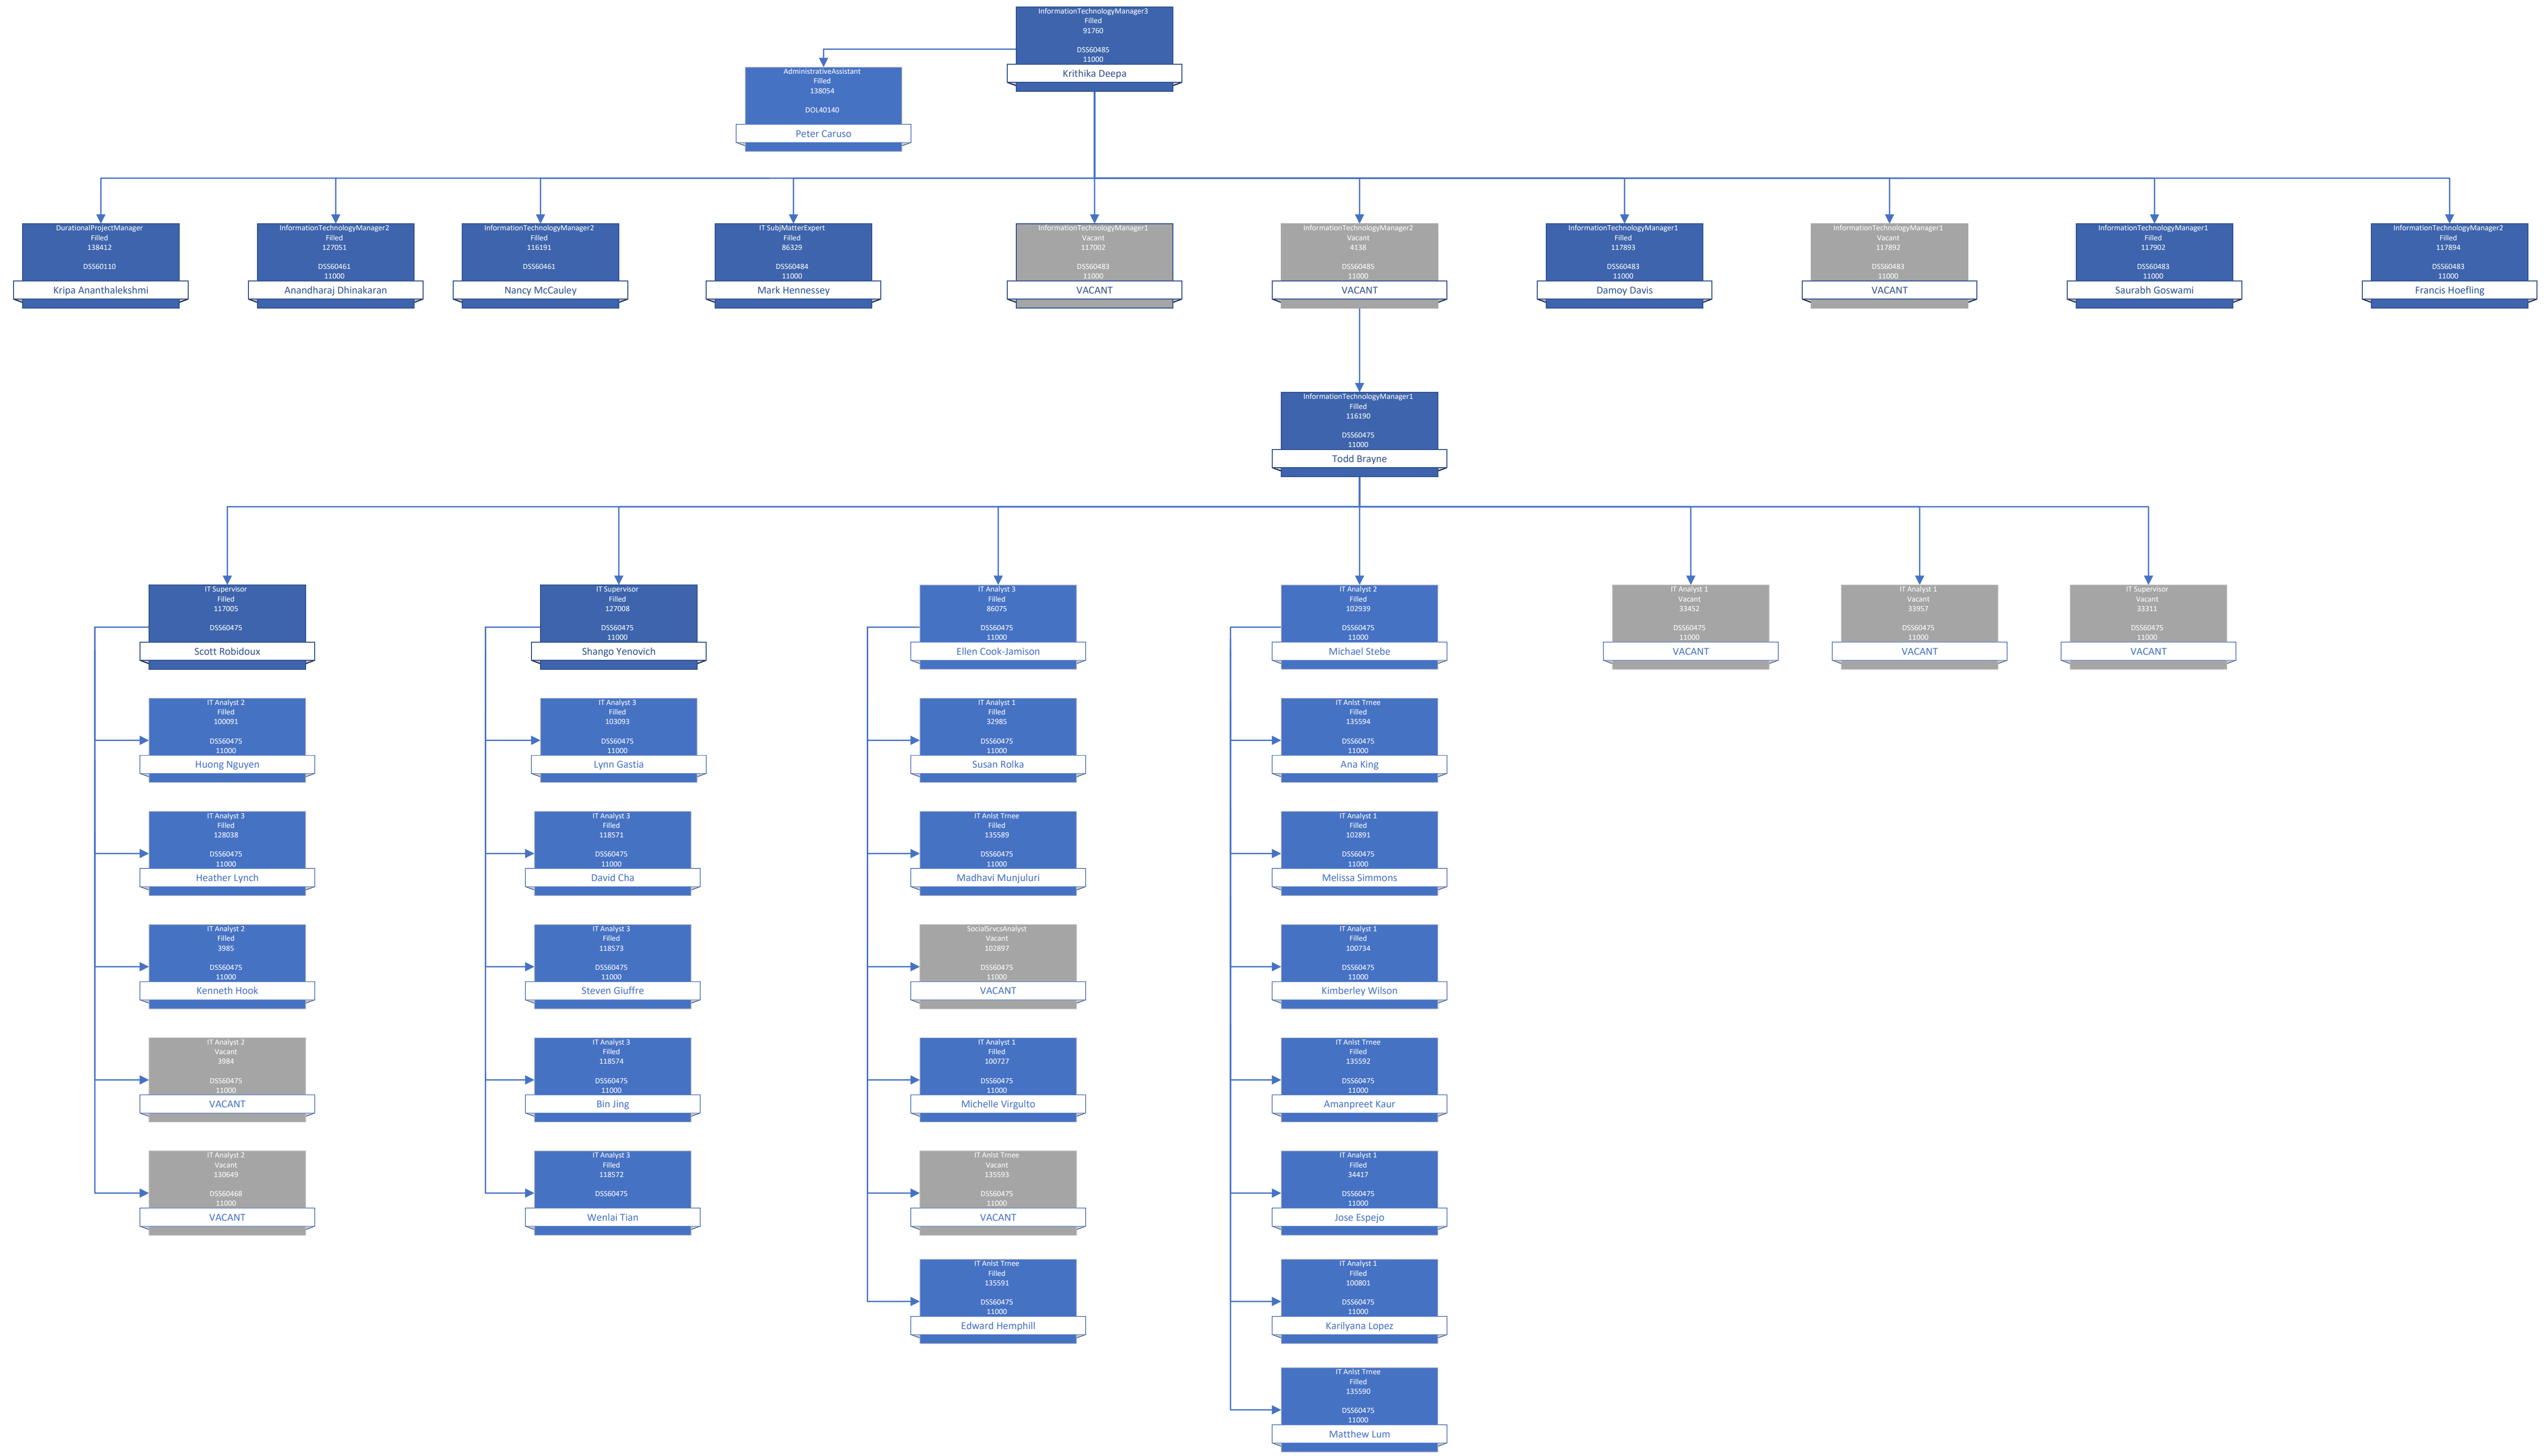 InformationTechnologyManager3
Filled
91760
DSS60485
11000
Krithika Deepa
AdministrativeAssistant
Filled
138054
DOL40140
Peter Caruso
DurationalProjectManager
Filled
138412
DSS60110
Kripa Ananthalekshmi
InformationTechnologyManager2
Filled
127051
DSS60461
11000
Anandharaj Dhinakaran
InformationTechnologyManager2
Filled
116191
DSS60461
11000
Nancy McCauley
IT SubjMatterExpert
Filled
86329
DSS60484
11000
Mark Hennessey
InformationTechnologyManager1
Vacant
117002
DSS60483
11000
VACANT
InformationTechnologyManager2
Vacant
4138
DSS60485
11000
VACANT
InformationTechnologyManager1
Filled
117893
DSS60483
11000
Damoy Davis
InformationTechnologyManager1
Vacant
117892
DSS60483
11000
VACANT
InformationTechnologyManager1
Filled
117902
DSS60483
11000
Saurabh Goswami
InformationTechnologyManager2
Filled
117894
DSS60483
11000
Francis Hoefling
InformationTechnologyManager1
Filled
116190
DSS60475
11000
Todd Brayne
IT Supervisor
Filled
117005
DSS60475
Scott Robidoux
IT Supervisor
Filled
127008
DSS60475
11000
Shango Yenovich
IT Analyst 3
Filled
86075
DSS60475
11000
Ellen Cook-Jamison
IT Analyst 2
Filled
102939
DSS60475
11000
Michael Stebe
IT Analyst 1
Vacant
33452
DSS60475
11000
VACANT
IT Analyst 1
Vacant
33957
DSS60475
11000
VACANT
IT Supervisor
Vacant
33311
DSS60475
11000
VACANT
IT Analyst 2
Filled
100091
DSS60475
11000
Huong Nguyen
IT Analyst 3
Filled
103093
DSS60475
11000
Lynn Gastia
IT Analyst 1
Filled
32985
DSS60475
11000
Susan Rolka
IT Anlst Trnee
Filled
135594
DSS60475
11000
Ana King
IT Analyst 3
Filled
128038
DSS60475
11000
Heather Lynch
IT Analyst 3
Filled
118571
DSS60475
11000
David Cha
IT Anlst Trnee
Filled
135589
DSS60475
11000
Madhavi Munjuluri
IT Analyst 1
Filled
102891
DSS60475
11000
Melissa Simmons
IT Analyst 2
Filled
3985
DSS60475
11000
Kenneth Hook
IT Analyst 3
Filled
118573
DSS60475
11000
Steven Giuffre
SocialSrvcsAnalyst
Vacant
102897
DSS60475
11000
VACANT
IT Analyst 1
Filled
100734
DSS60475
11000
Kimberley Wilson
IT Analyst 2
Vacant
3984
DSS60475
11000
VACANT
IT Analyst 3
Filled
118574
DSS60475
11000
Bin Jing
IT Analyst 1
Filled
100727
DSS60475
11000
Michelle Virgulto
IT Anlst Trnee
Filled
135592
DSS60475
11000
Amanpreet Kaur
IT Analyst 2
Vacant
130649
DSS60468
11000
VACANT
IT Analyst 3
Filled
118572
DSS60475
Wenlai Tian
IT Anlst Trnee
Vacant
135593
DSS60475
11000
VACANT
IT Analyst 1
Filled
34417
DSS60475
11000
Jose Espejo
IT Anlst Trnee
Filled
135591
DSS60475
11000
Edward Hemphill
IT Analyst 1
Filled
100801
DSS60475
11000
Karilyana Lopez
IT Anlst Trnee
Filled
135590
DSS60475
11000
Matthew Lum